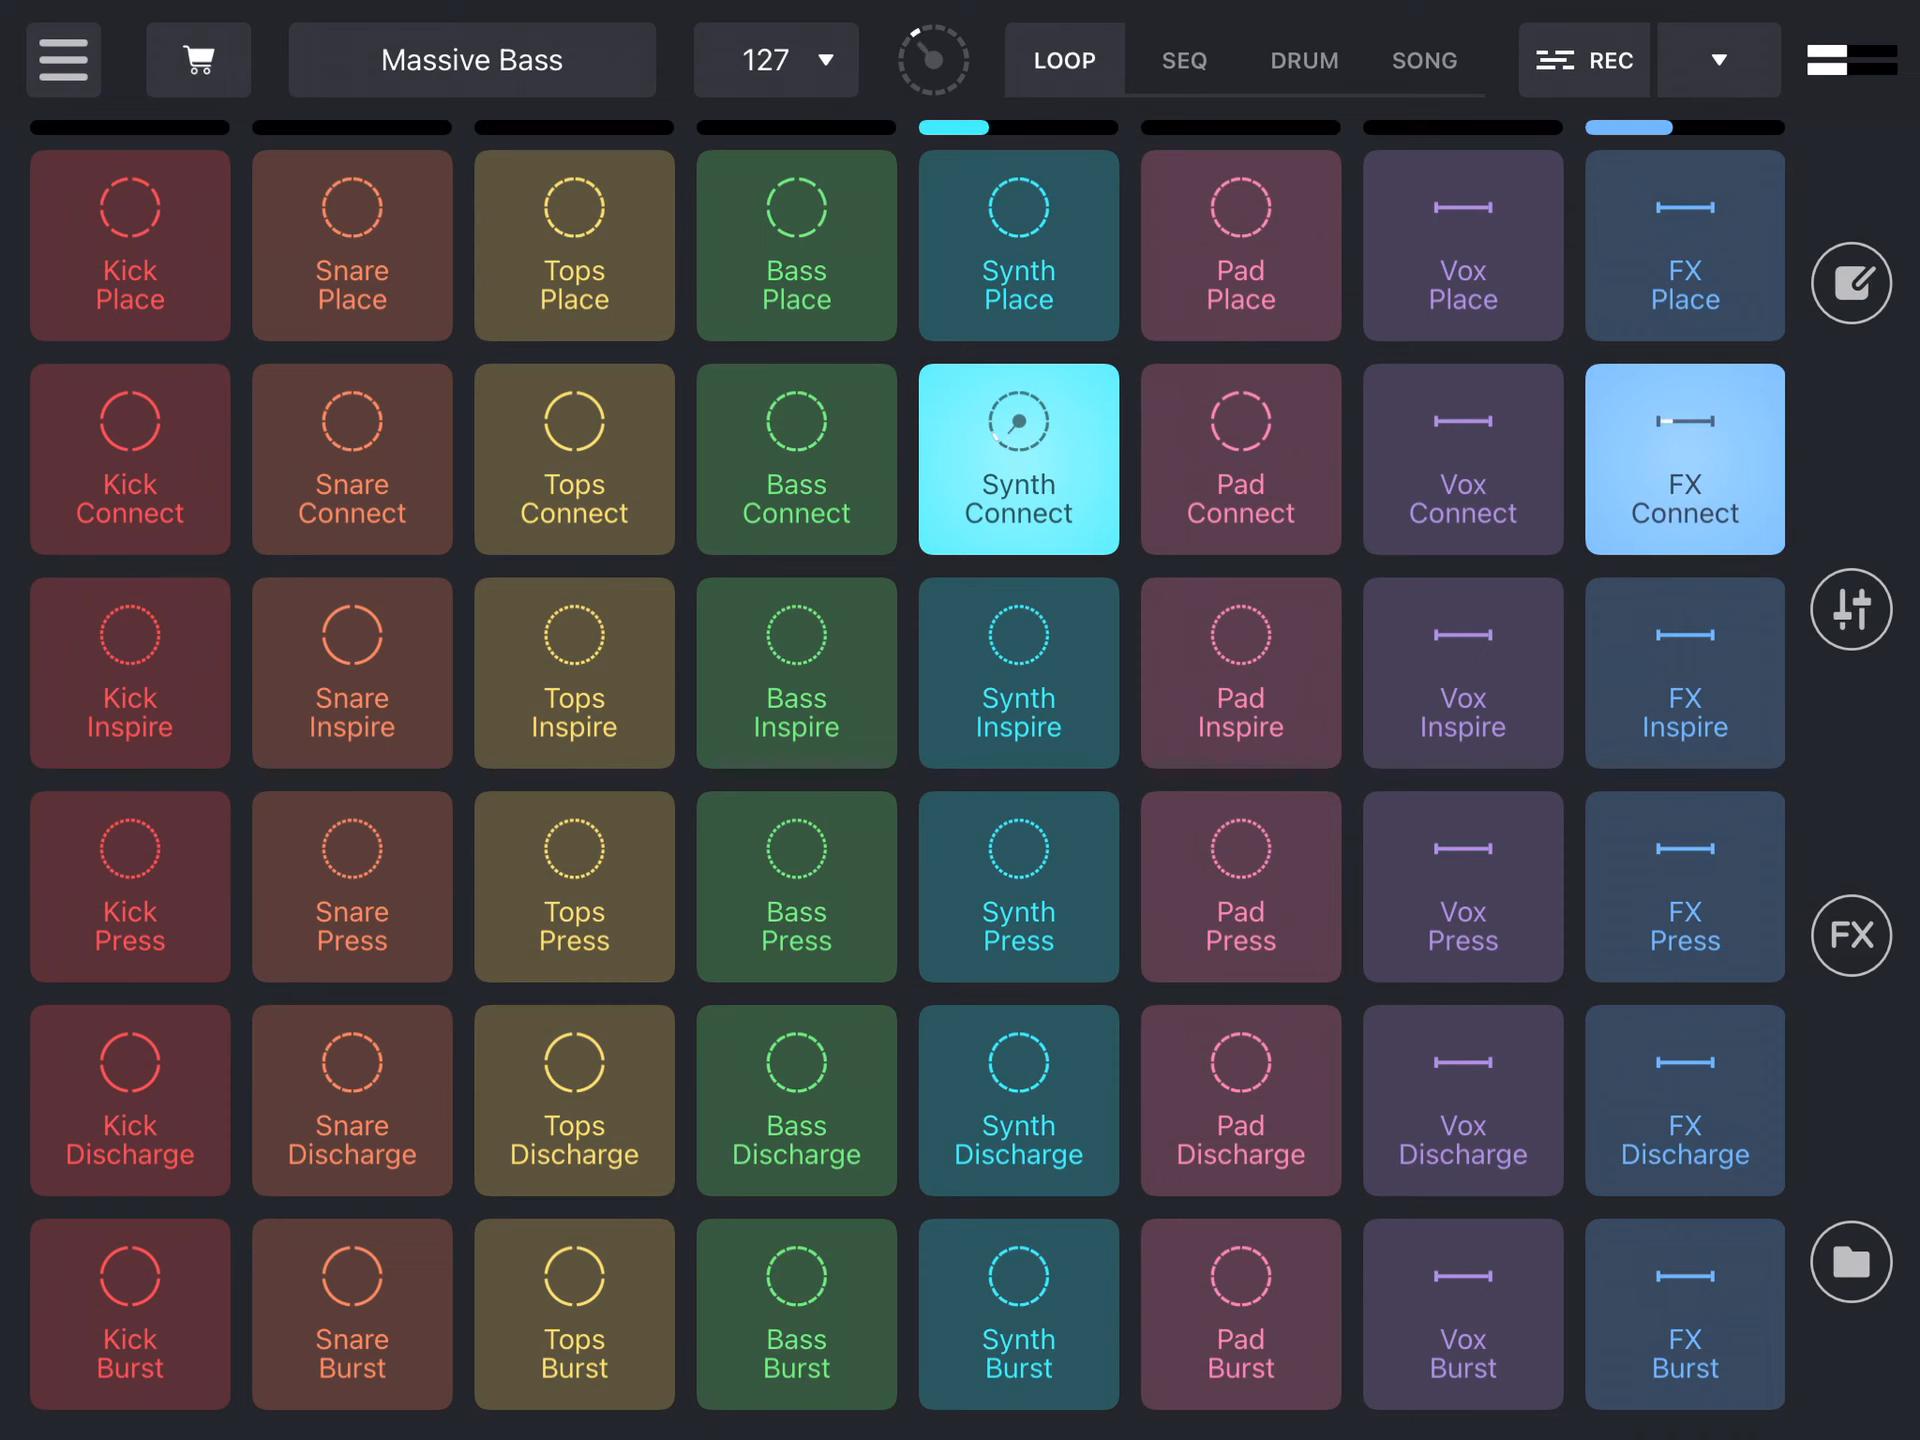 Massive Bass
127
LOOP
SEQ
DRUM
SONG
REC
Kick
Place
Snare
Place
Tops
Place
Bass
Place
Synth
Place
Pad
Place
Vox
Place
FX
Place
Kick
Connect
Snare
Connect
Tops
Connect
Bass
Connect
Synth
Connect
Pad
Connect
Vox
Connect
FX
Connect
Kick
Inspire
Snare
Inspire
Tops
Inspire
Bass
Inspire
Synth
Inspire
Pad
Inspire
Vox
Inspire
FX
Inspire
Kick
Press
Snare
Press
Tops
Press
Bass
Press
Synth
Press
Pad
Press
Vox
Press
FX
Press
FX
Kick
Discharge
Snare
Discharge
Tops
Discharge
Bass
Discharge
Synth
Discharge
Pad
Discharge
Vox
Discharge
FX
Discharge
Kick
Burst
Snare
Burst
Tops
Burst
Bass
Burst
Synth
Burst
Pad
Burst
Vox
Burst
FX
Burst